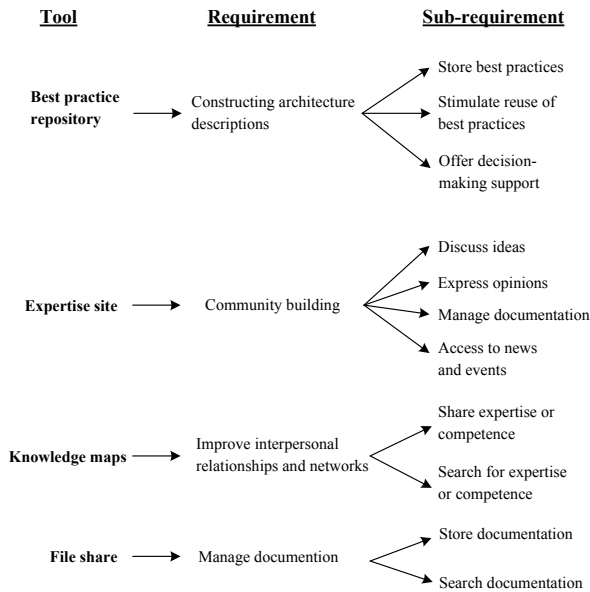 Tool Requirement Sub-requirement
Store best practices
Best practice
repository
Constructing architecture
descriptions
Stimulate reuse of
best practices
Offer decision-
making support
Discuss ideas
Express opinions
Expertise site
Community building
Manage documentation
Access to news
and events
Share expertise or
competence
Knowledge maps
Improve interpersonal
relationships and networks
Search for expertise
or competence
Store documentation
File share
Manage documention
Search documentation